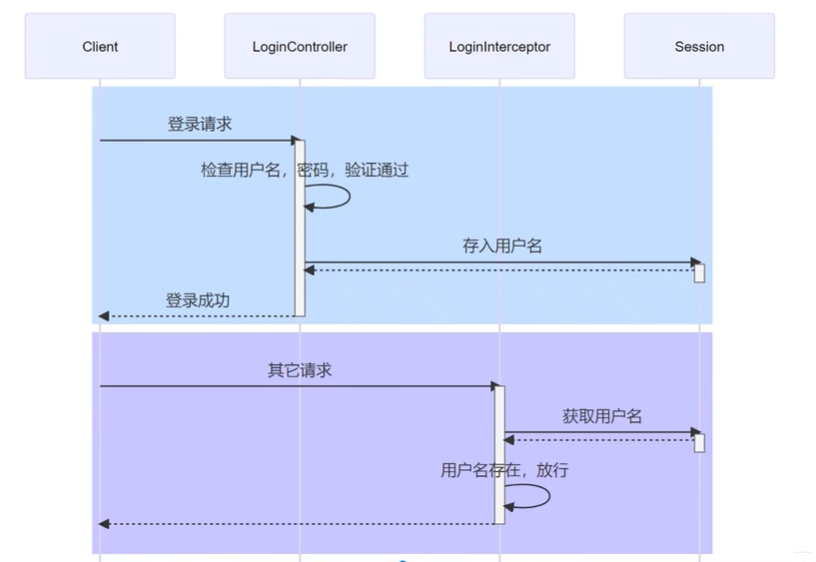 Client
LoginController
LoginInterceptor
Session
登录请求
检查用户名，密码，验证通过
存入用户名
登录成功
其它请求
获取用户名
用户名存在，放行